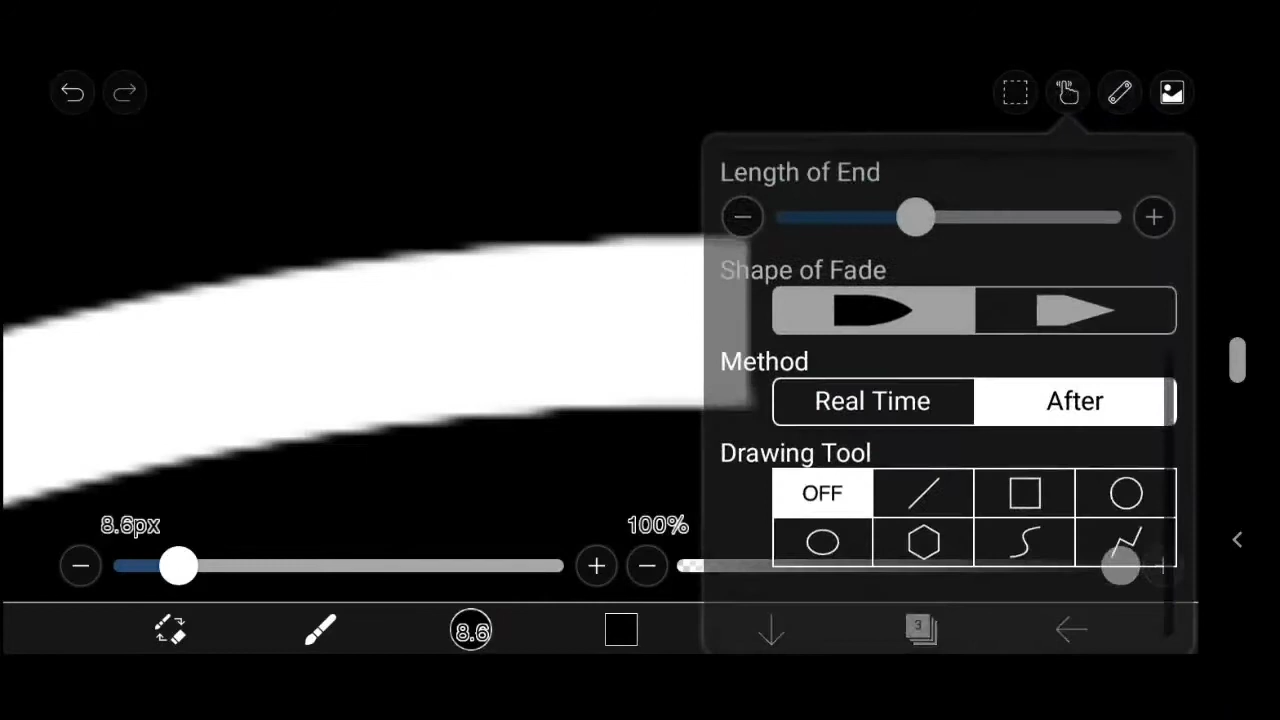 Length of End
Shape of Fade
Method
Real Time After
Drawing Tool
OFF
8.6px 100%
8.6
3